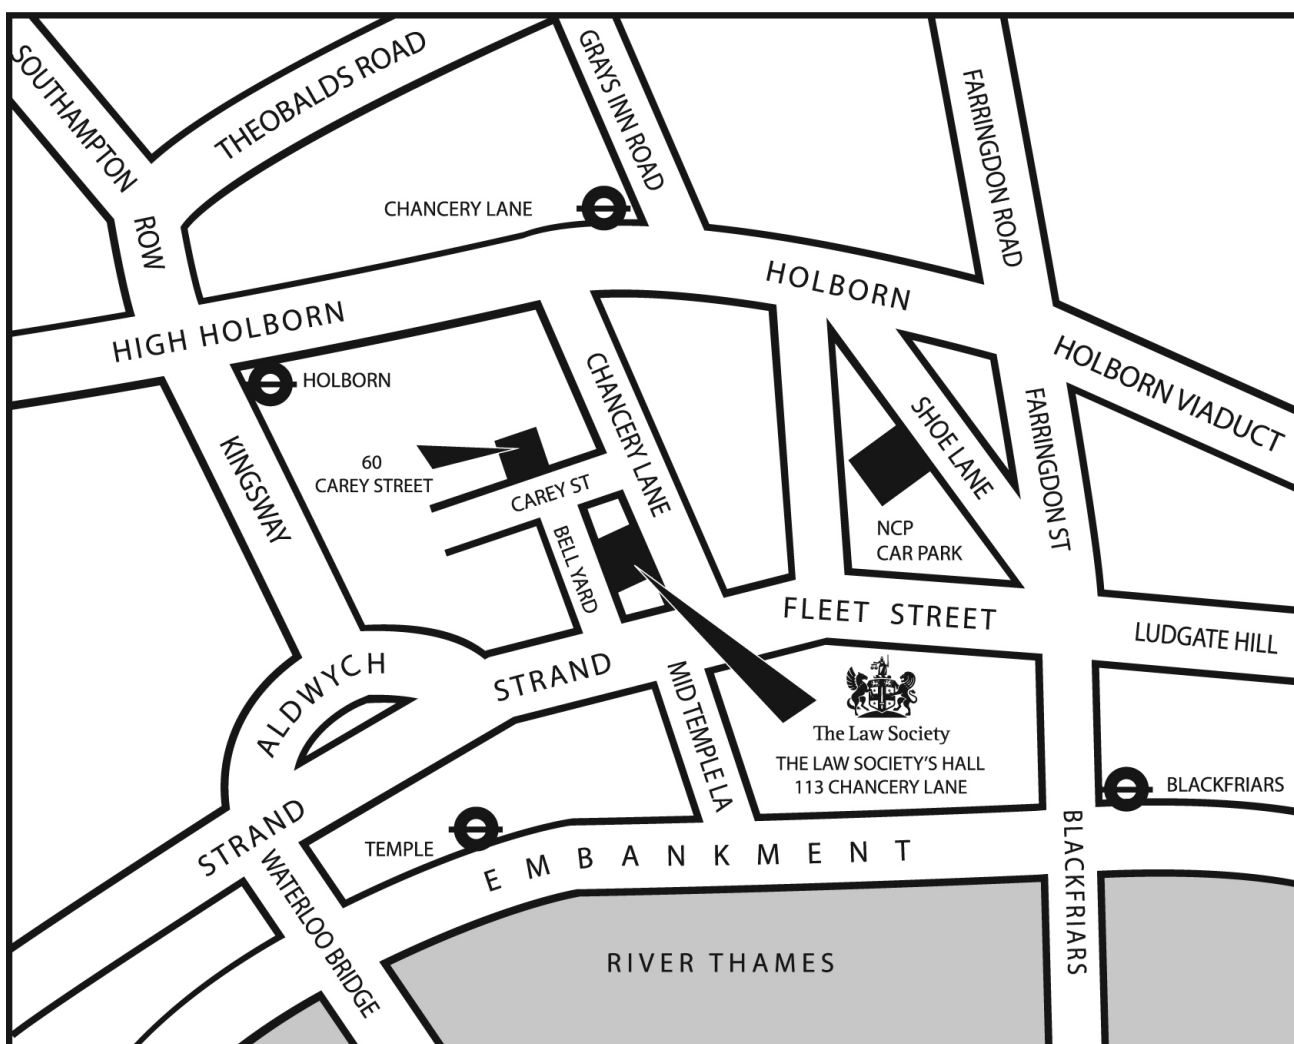 SOUTHAMPTON
ROW
THEOBALDS ROAD
GRAYS INN ROAD
FARRINGDON ROAD
CHANCERY LANE
HOLBORN
HIGH HOLBORN
HOLBORN VIADUCT
HOLBORN
CHANCERY LANE
SHOE LANE
FARRINGDON ST
KINGSWAY
60
CAREY STREET
CAREY ST
BELL YARD
NCP
CAR PARK
FLEET STREET
LUDGATE HILL
ALDWYCH
STRAND
MID TEMPLE LA
The Law Society
THE LAW SOCIETY'S HALL
113 CHANCERY LANE
BLACKFRIARS
STRAND
TEMPLE
EMBANKMENT
WATERLOO BRIDGE
BLACKFRIARS
RIVER THAMES